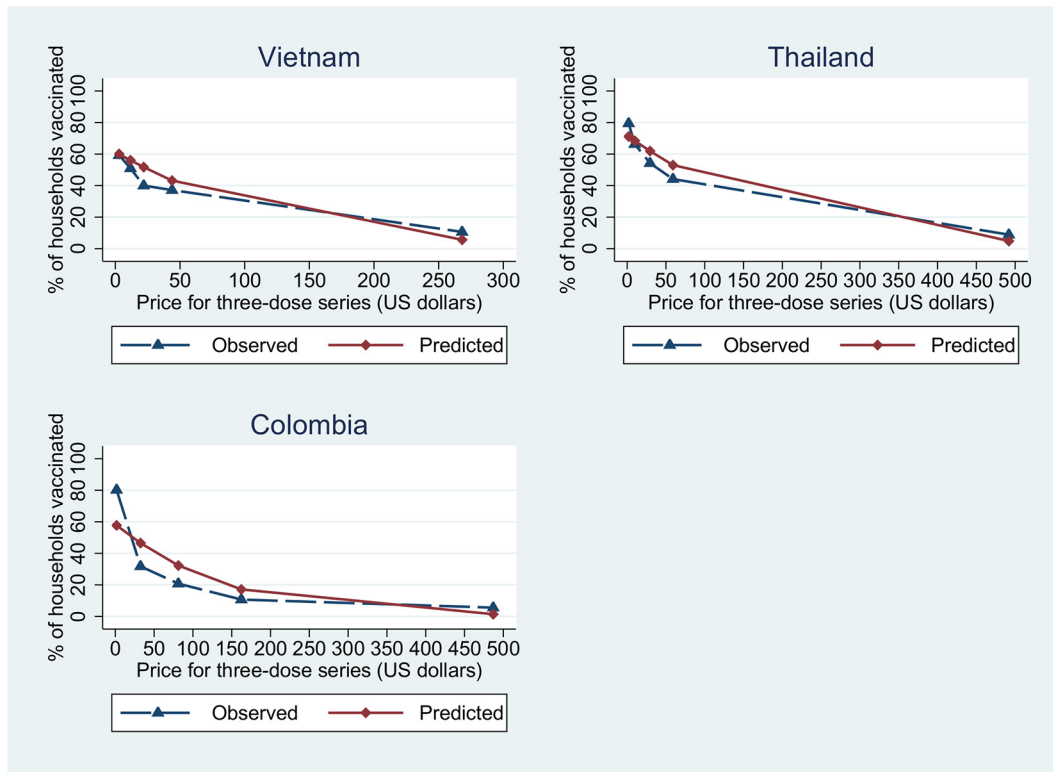 Vietnam
% of households vaccinated
0 20 40 60 80 100
0 50 100 150 200 250 300
Price for three-dose series (US dollars)
Observed Predicted
Thailand
% of households vaccinated
0 20 40 60 80 100
0 50 100 150 200 250 300 350 400 450 500
Price for three-dose series (US dollars)
Observed Predicted
Colombia
% of households vaccinated
0 20 40 60 80 100
0 50 100 150 200 250 300 350 400 450 500
Price for three-dose series (US dollars)
Observed Predicted